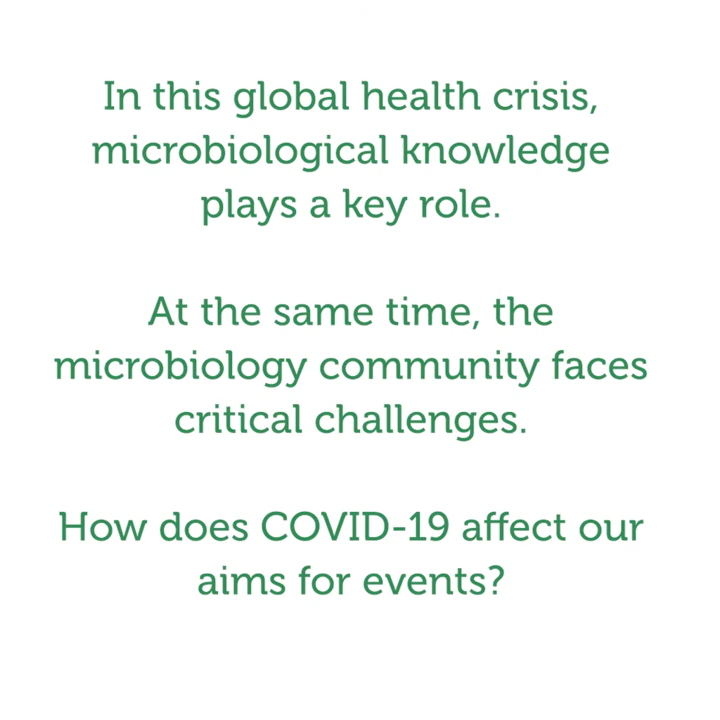 In this global health crisis,
microbiological knowledge
plays a key role.
At the same time, the
microbiology community faces
critical challenges.
How does COVID-19 affect our
aims for events?